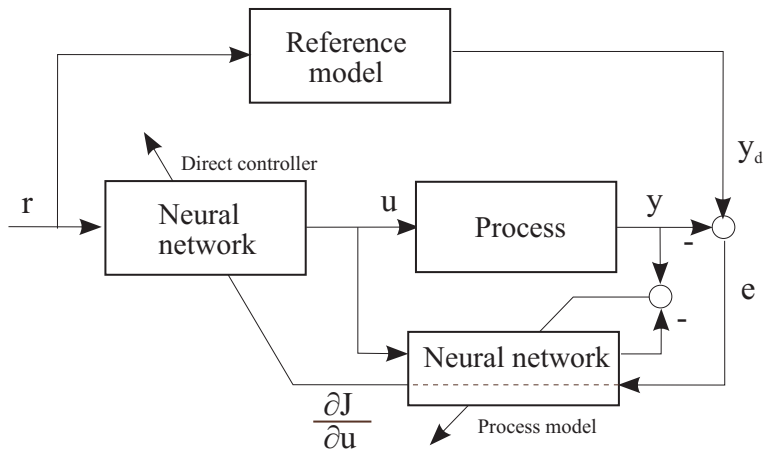 Reference
model
y_d
Direct controller
r
Neural
network
u
Process
y
-
e
-
Neural network
∂J
∂u
Process model